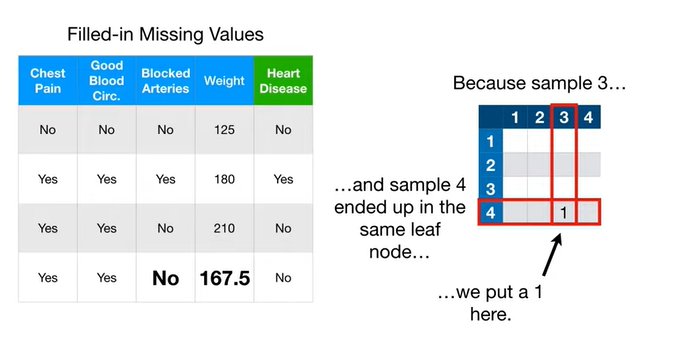 Filled-in Missing Values
Chest Pain Good Blood Circ. Blocked Arteries Weight Heart Disease
No No No 125 No
Yes Yes Yes 180 Yes
Yes Yes No 210 No
Yes Yes No 167.5 No
Because sample 3…
1 2 3 4
1
2
3
4 1
…and sample 4
ended up in the
same leaf
node…
…we put a 1
here.